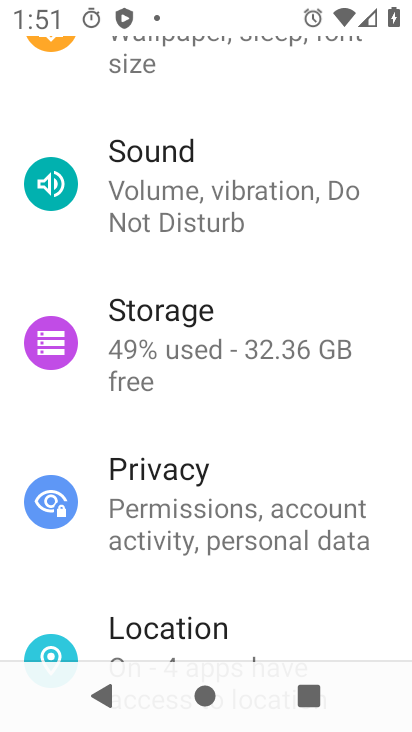 1:51
Wallpaper, sleep, font
size
Sound
Volume, vibration, Do
Not Disturb
Storage
49% used - 32.36 GB
free
Privacy
Permissions, account
activity, personal data
Location
On - 4 apps have
access to location